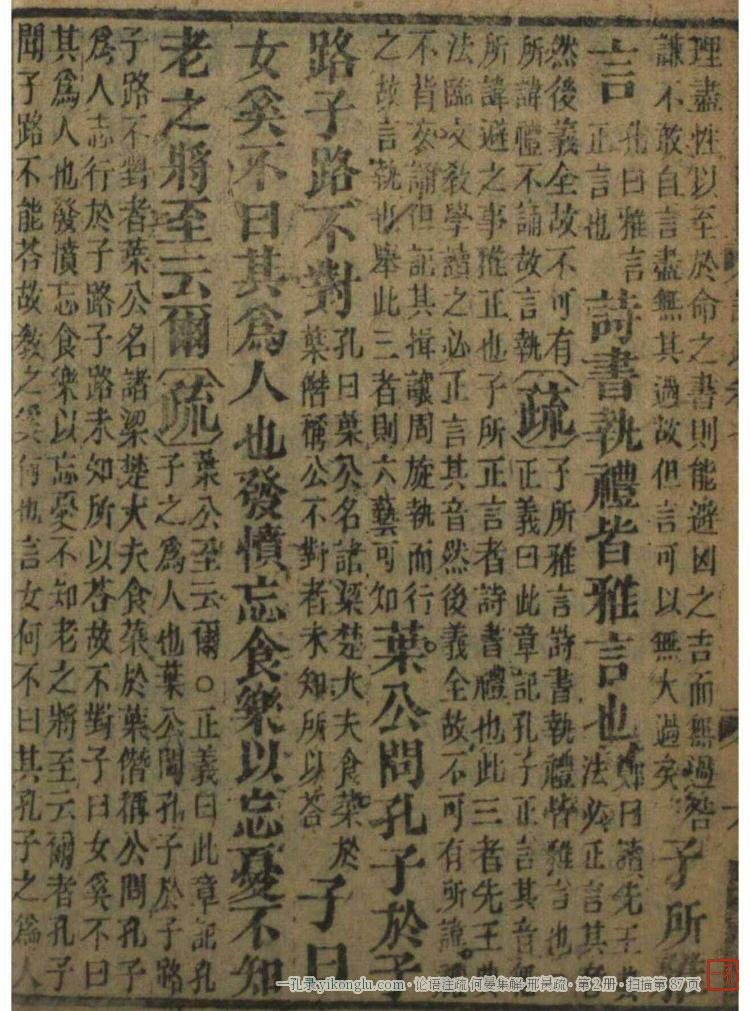 理盡性以至於命之書則能避凶之吉而無過咎
謙不敢自言盡無其過故但言可以無大過矣
子所雅
言
孔曰雅言
正言也
詩書執禮皆雅言也
鄭曰讀先王典
法必正言其音
然後義全故不可有
所諱禮不誦故言執
疏
子所雅言詩書執禮皆雅言也
正義曰此章記孔子正言其音
所諱避之事雅正也子所正言者詩書禮也此三者先王典
法臨文教學讀之必正言其音然後義全故不可有所諱
不背文誦但記其揖讓周旋執而行
之故言執也舉此三者則六藝可知
葉公問孔子於子
路子路不對
孔曰葉公名諸梁楚大夫食菜於
葉僭稱公不對者未知所以荅
子曰
女奚不曰其為人也發憤忘食樂以忘憂不知
老之將至云爾
疏
葉公至云爾○正義曰此章記孔
子之為人也葉公問孔子於子路
子路不對者葉公名諸梁楚大夫食菜於葉僭稱公問孔子
為人志行於子路子路未知所以荅故不對子曰女奚不曰
其為人也發憤忘食樂以忘憂不知老之將至云爾者孔子
聞子路不能荅故教之奚何也言女何不曰其孔子之為人
一孔录yikonglu.com·论语注疏·何晏集解·邢昺疏·第2册·扫描第87页